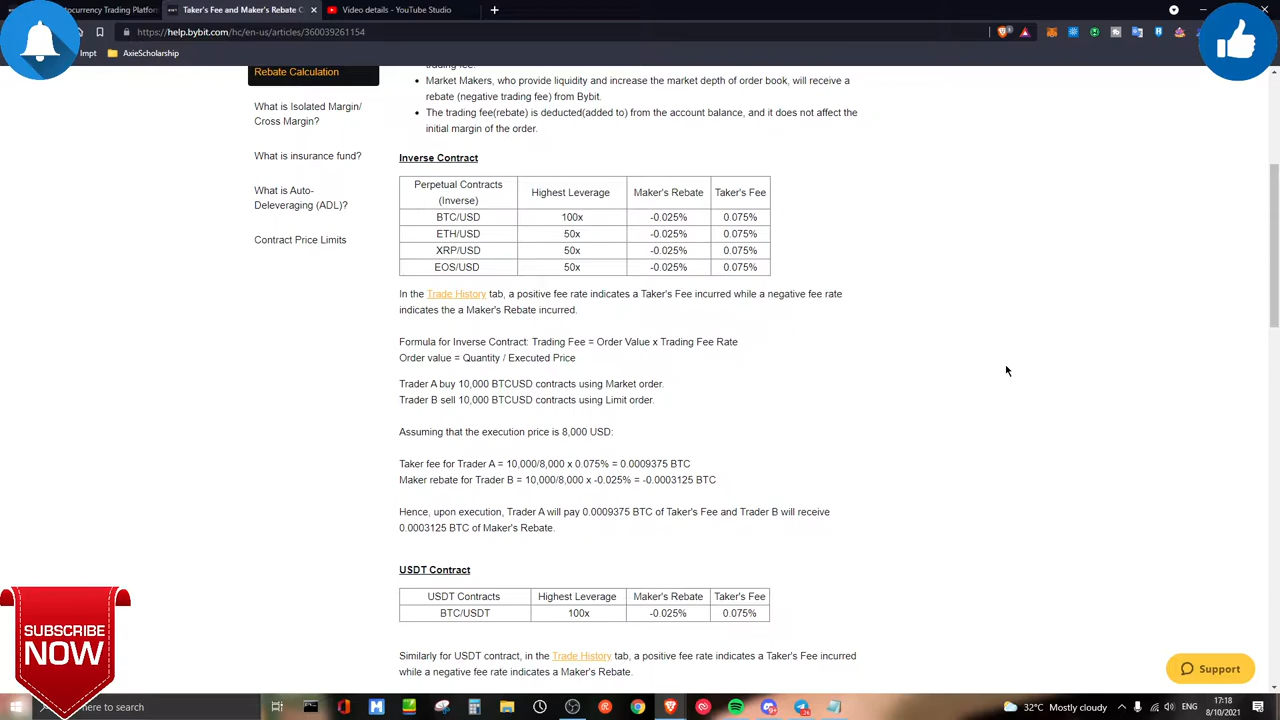 ocurrency Trading Platform
Taker's Fee and Maker's Rebate C
Video details - YouTube Studio
https://help.bybit.com/hc/en-us/articles/360039261154
Impt
AxieScholarship
Rebate Calculation
What is Isolated Margin/
Cross Margin?
What is insurance fund?
What is Auto-
Deleveraging (ADL)?
Contract Price Limits
trading fee.
Market Makers, who provide liquidity and increase the market depth of order book, will receive a
rebate (negative trading fee) from Bybit.
The trading fee(rebate) is deducted(added to) from the account balance, and it does not affect the
initial margin of the order.
Inverse Contract
Perpetual Contracts (Inverse) Highest Leverage Maker's Rebate Taker's Fee
BTC/USD 100x -0.025% 0.075%
ETH/USD 50x -0.025% 0.075%
XRP/USD 50x -0.025% 0.075%
EOS/USD 50x -0.025% 0.075%
In the Trade History tab, a positive fee rate indicates a Taker's Fee incurred while a negative fee rate
indicates the a Maker's Rebate incurred.
Formula for Inverse Contract: Trading Fee = Order Value x Trading Fee Rate
Order value = Quantity / Executed Price
Trader A buy 10,000 BTCUSD contracts using Market order.
Trader B sell 10,000 BTCUSD contracts using Limit order.
Assuming that the execution price is 8,000 USD:
Taker fee for Trader A = 10,000/8,000 x 0.075% = 0.0009375 BTC
Maker rebate for Trader B = 10,000/8,000 x -0.025% = -0.0003125 BTC
Hence, upon execution, Trader A will pay 0.0009375 BTC of Taker's Fee and Trader B will receive
0.0003125 BTC of Maker's Rebate.
USDT Contract
USDT Contracts Highest Leverage Maker's Rebate Taker's Fee
BTC/USDT 100x -0.025% 0.075%
Similarly for USDT contract, in the Trade History tab, a positive fee rate indicates a Taker's Fee incurred
while a negative fee rate indicates a Maker's Rebate.
SUBSCRIBE
NOW
Support
here to search
32°C Mostly cloudy
17:18
8/10/2021